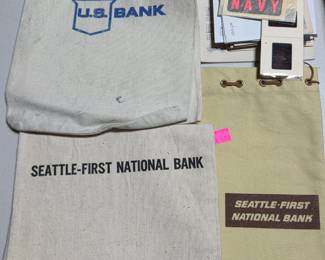 U.S. BANK
NAVY
SEATTLE-FIRST NATIONAL BANK
SEATTLE-FIRST
NATIONAL BANK